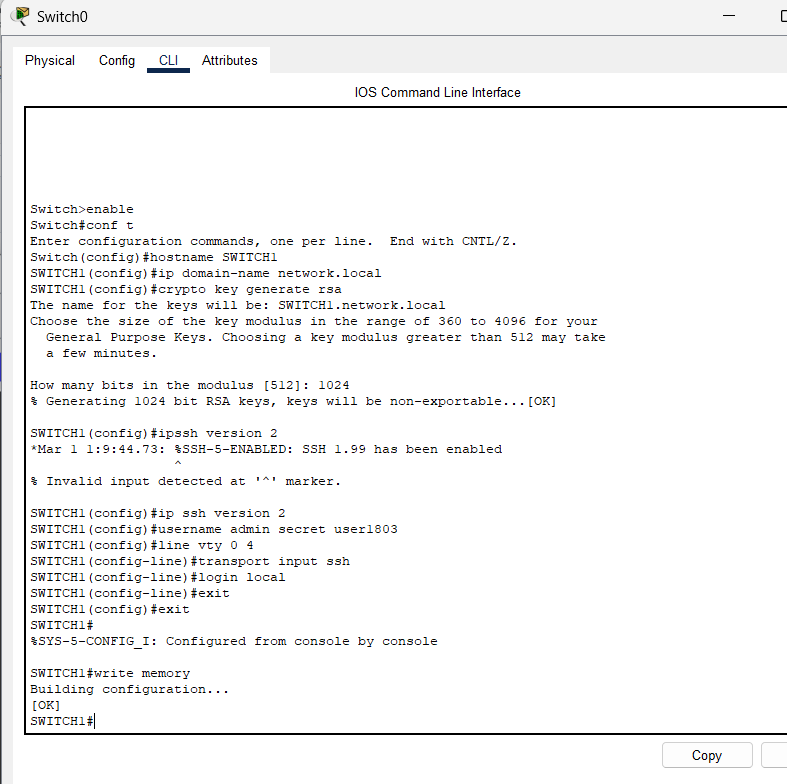 Switch0
Physical Config CLI Attributes
IOS Command Line Interface
Switch>enable
Switch#conf t
Enter configuration commands, one per line.  End with CNTL/Z.
Switch(config)#hostname SWITCH1
SWITCH1(config)#ip domain-name network.local
SWITCH1(config)#crypto key generate rsa
The name for the keys will be: SWITCH1.network.local
Choose the size of the key modulus in the range of 360 to 4096 for your
  General Purpose Keys. Choosing a key modulus greater than 512 may take
  a few minutes.
How many bits in the modulus [512]: 1024
% Generating 1024 bit RSA keys, keys will be non-exportable...[OK]
SWITCH1(config)#ipssh version 2
*Mar 1 1:9:44.73: %SSH-5-ENABLED: SSH 1.99 has been enabled
^
% Invalid input detected at '^' marker.
SWITCH1(config)#ip ssh version 2
SWITCH1(config)#username admin secret user1803
SWITCH1(config)#line vty 0 4
SWITCH1(config-line)#transport input ssh
SWITCH1(config-line)#login local
SWITCH1(config-line)#exit
SWITCH1(config)#exit
SWITCH1#
%SYS-5-CONFIG_I: Configured from console by console
SWITCH1#write memory
Building configuration...
[OK]
SWITCH1#
Copy